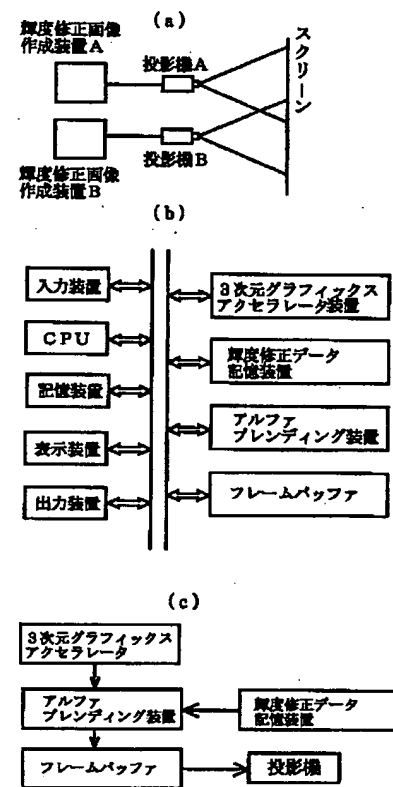 (a)
輝度修正画像
作成装置A
投影機A
スクリーン
投影機B
輝度修正画像
作成装置B
(b)
入力装置
CPU
記憶装置
表示装置
出力装置
3次元グラフィックス
アクセラレータ装置
輝度修正データ
記憶装置
アルファ
ブレンディング装置
フレームバッファ
(c)
3次元グラフィックス
アクセラレータ
アルファ
ブレンディング装置
輝度修正データ
記憶装置
フレームバッファ
投影機